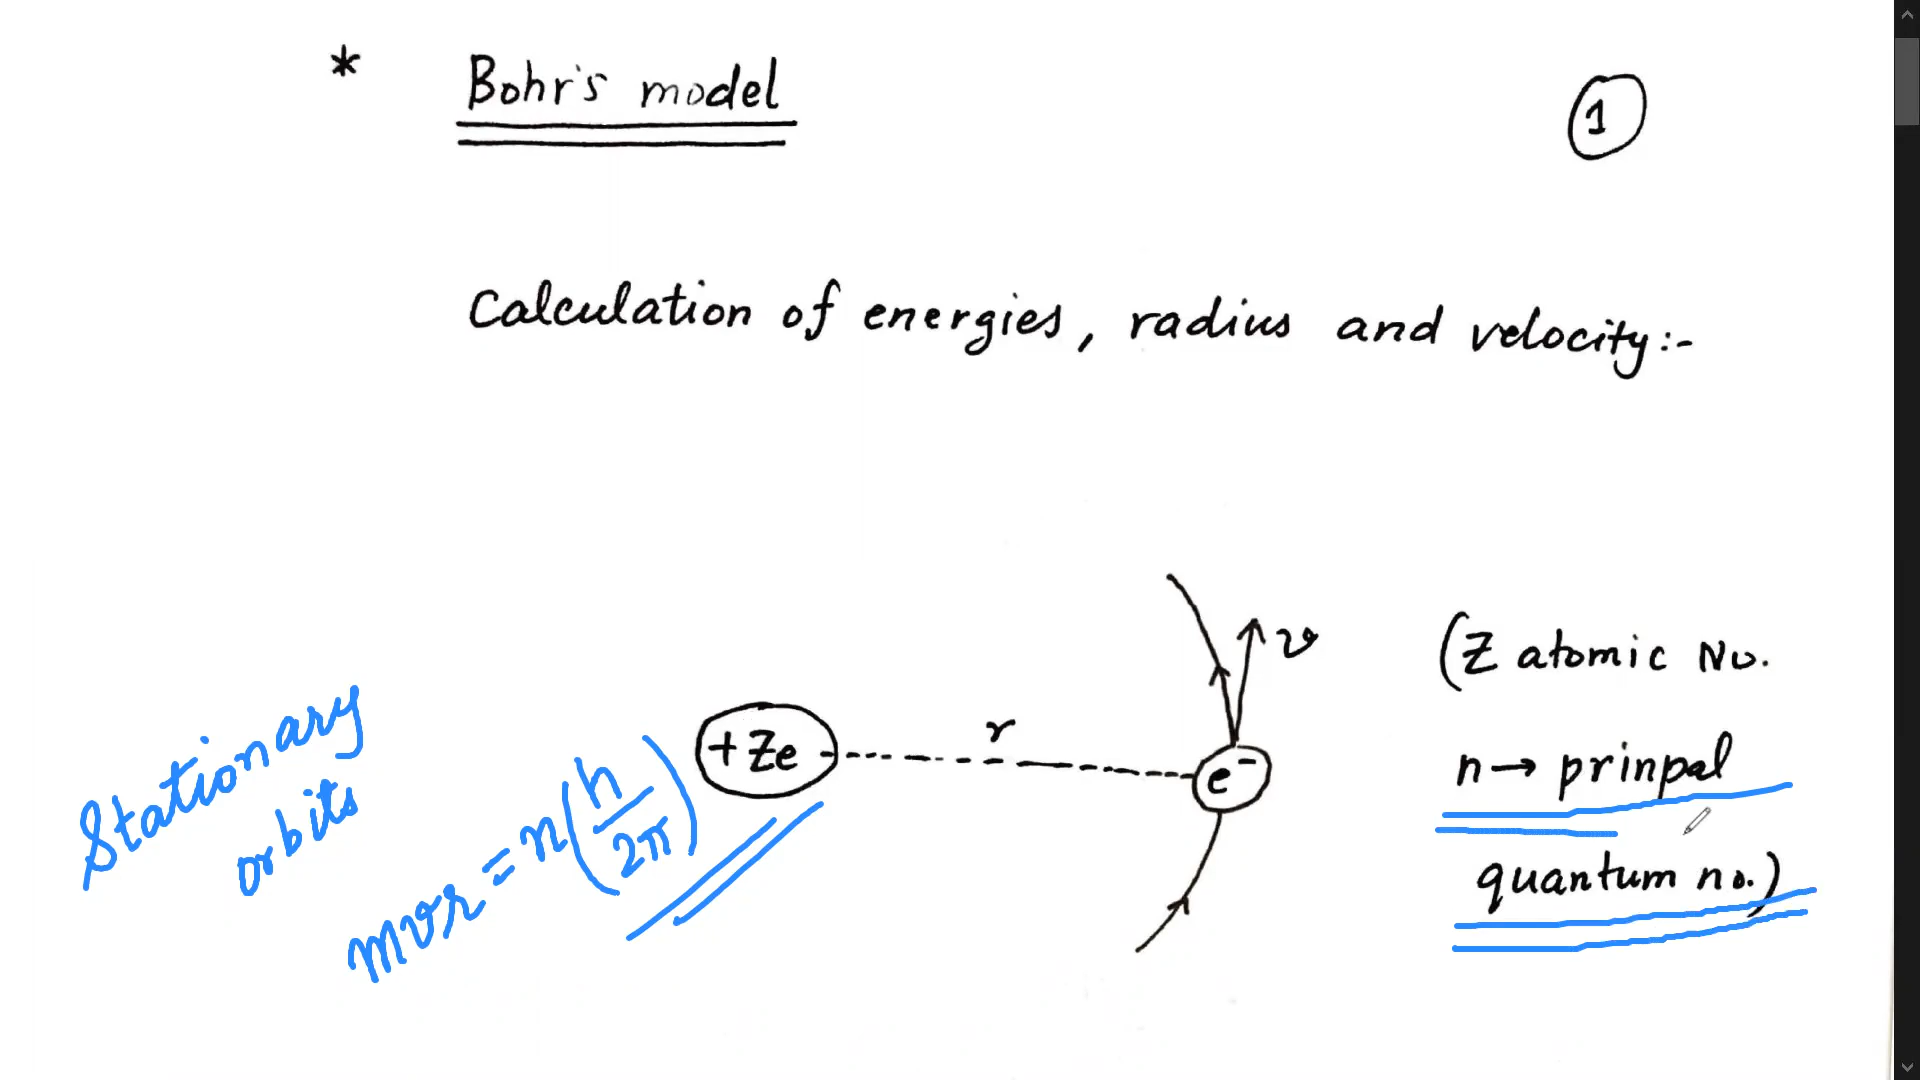 * Bohr's model
1
Calculation of energies, radius and velocity:-
v
(Z atomic No.
r
+ Ze
e⁻
n → prinpal
quantum no.)
Stationary
orbits
mvr = n(h/2π)